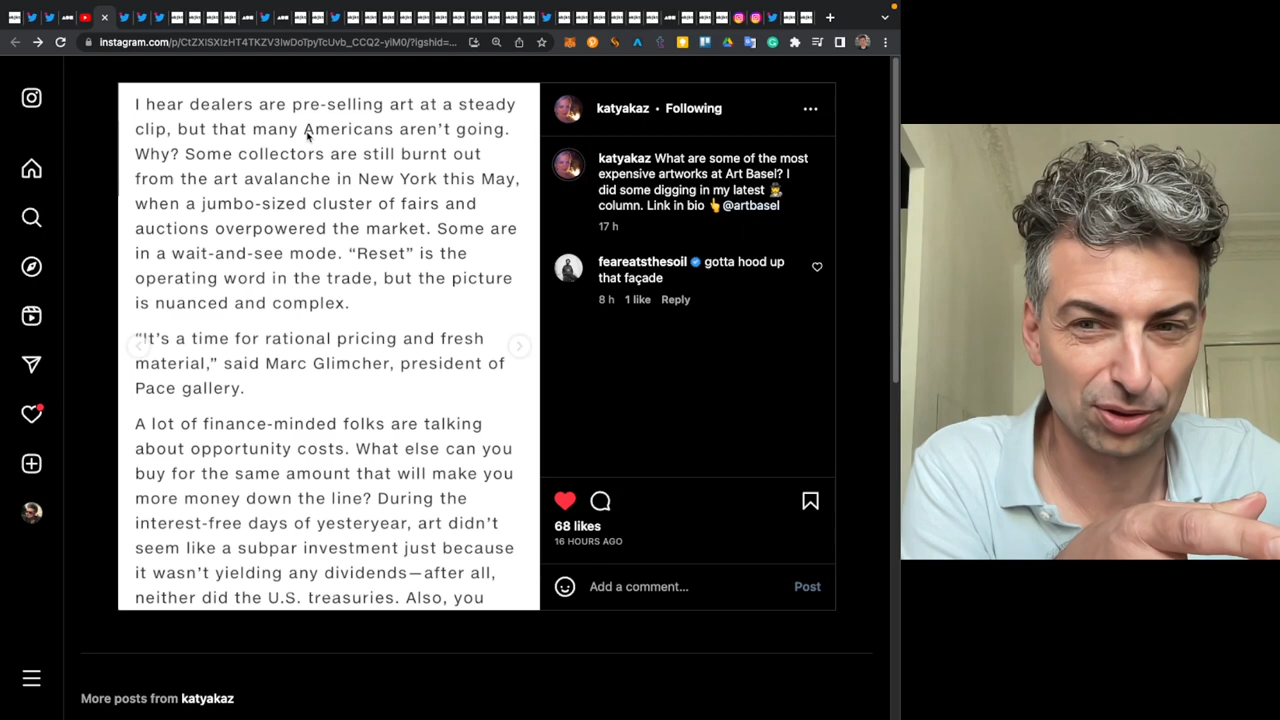 instagram.com/p/CtZXlSXIzHT4TKZV3IwDoTpyTcUvb_CCQ2-yiM0/?igshid=...
I hear dealers are pre-selling art at a steady
clip, but that many Americans aren’t going.
Why? Some collectors are still burnt out
from the art avalanche in New York this May,
when a jumbo-sized cluster of fairs and
auctions overpowered the market. Some are
in a wait-and-see mode. “Reset” is the
operating word in the trade, but the picture
is nuanced and complex.
“It’s a time for rational pricing and fresh
material,” said Marc Glimcher, president of
Pace gallery.
A lot of finance-minded folks are talking
about opportunity costs. What else can you
buy for the same amount that will make you
more money down the line? During the
interest-free days of yesteryear, art didn’t
seem like a subpar investment just because
it wasn’t yielding any dividends—after all,
neither did the U.S. treasuries. Also, you
katyakaz • Following
katyakaz What are some of the most
expensive artworks at Art Basel? I
did some digging in my latest
column. Link in bio 👆@artbasel
17 h
feareatsthesoil gotta hood up
that façade
8 h 1 like Reply
68 likes
16 HOURS AGO
Add a comment...
Post
More posts from katyakaz